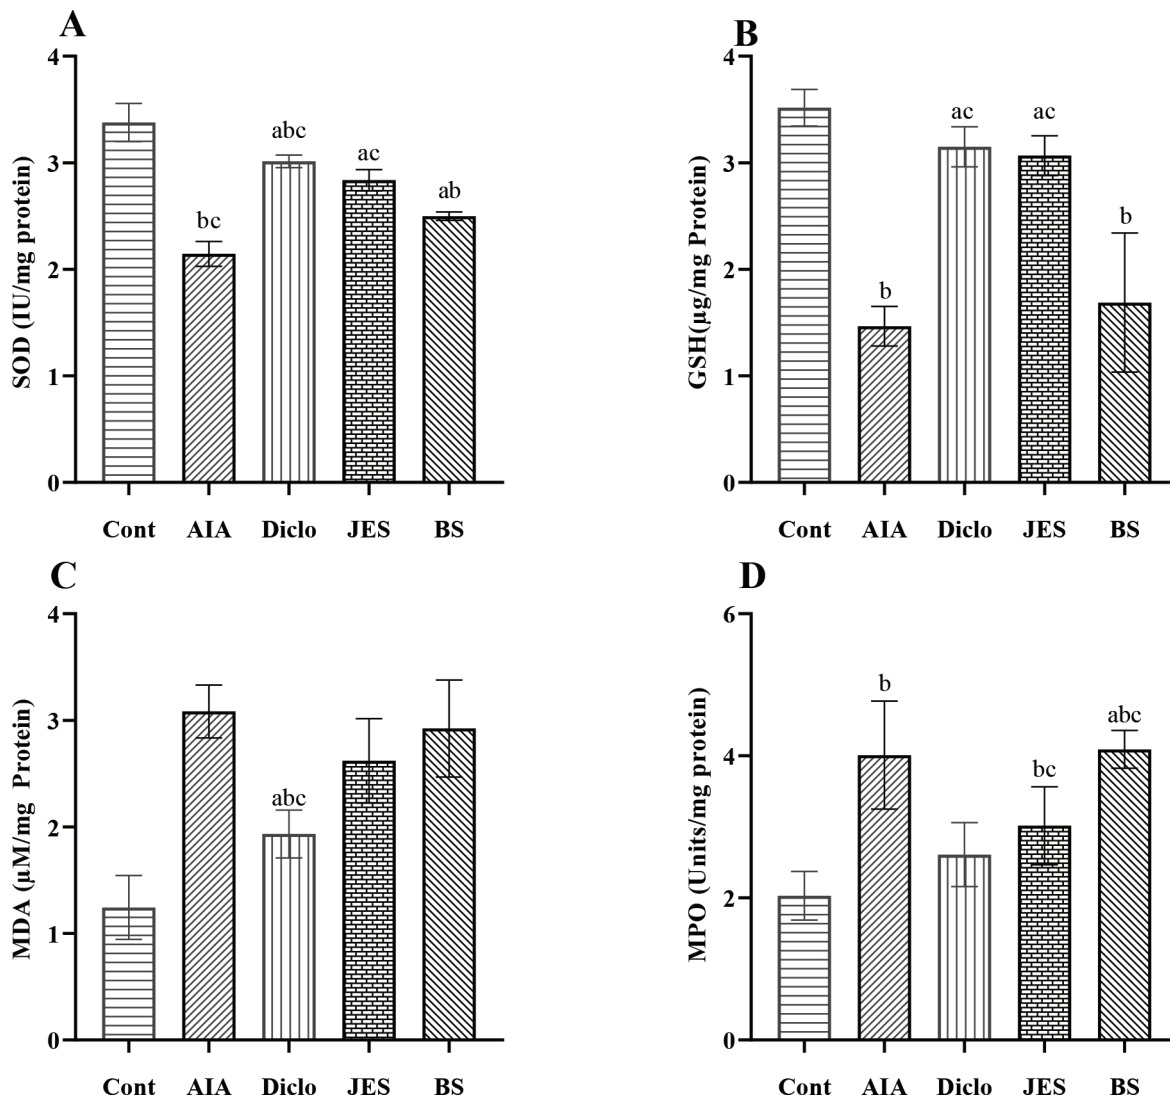 A
SOD (IU/mg protein)
4
3
2
1
0
bc
abc
ac
ab
Cont AIA Diclo JES BS
B
GSH(µg/mg Protein)
4
3
2
1
0
b
ac
ac
b
Cont AIA Diclo JES BS
C
MDA (µM/mg Protein)
4
3
2
1
0
abc
Cont AIA Diclo JES BS
D
MPO (Units/mg protein)
6
4
2
0
b
bc
abc
Cont AIA Diclo JES BS